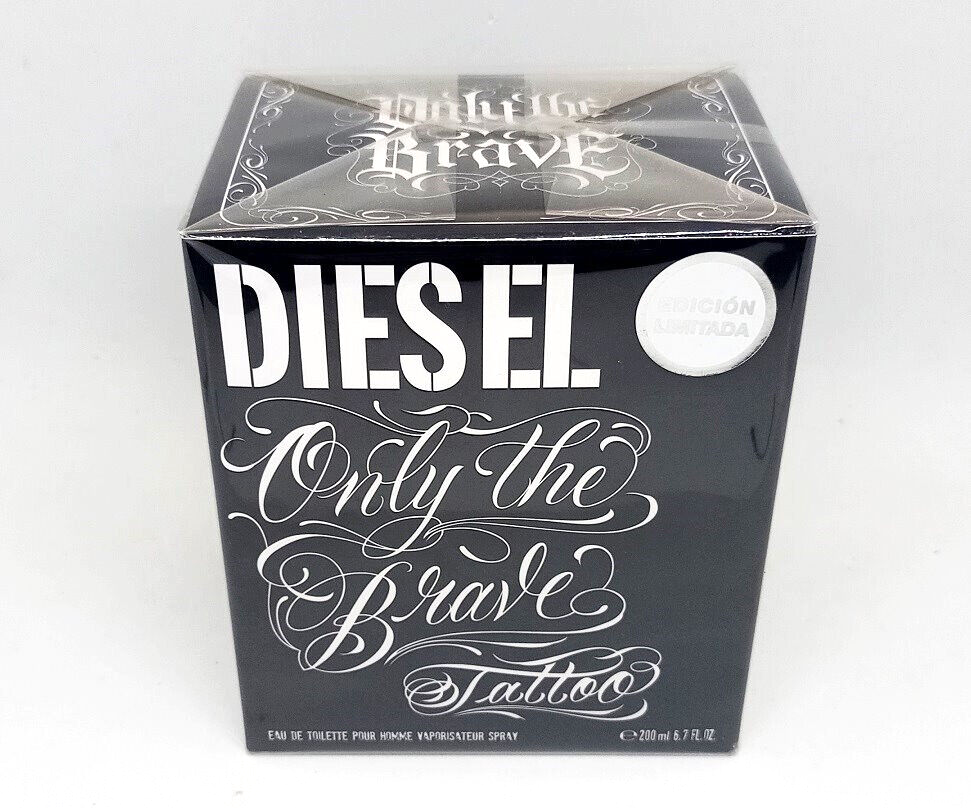 Only the
Brave
DIESEL
EDICIÓN
LIMITADA
Only the
Brave
Tattoo
EAU DE TOILETTE POUR HOMME VAPORISATEUR SPRAY
℮ 200 ml 6.7 FL.OZ.